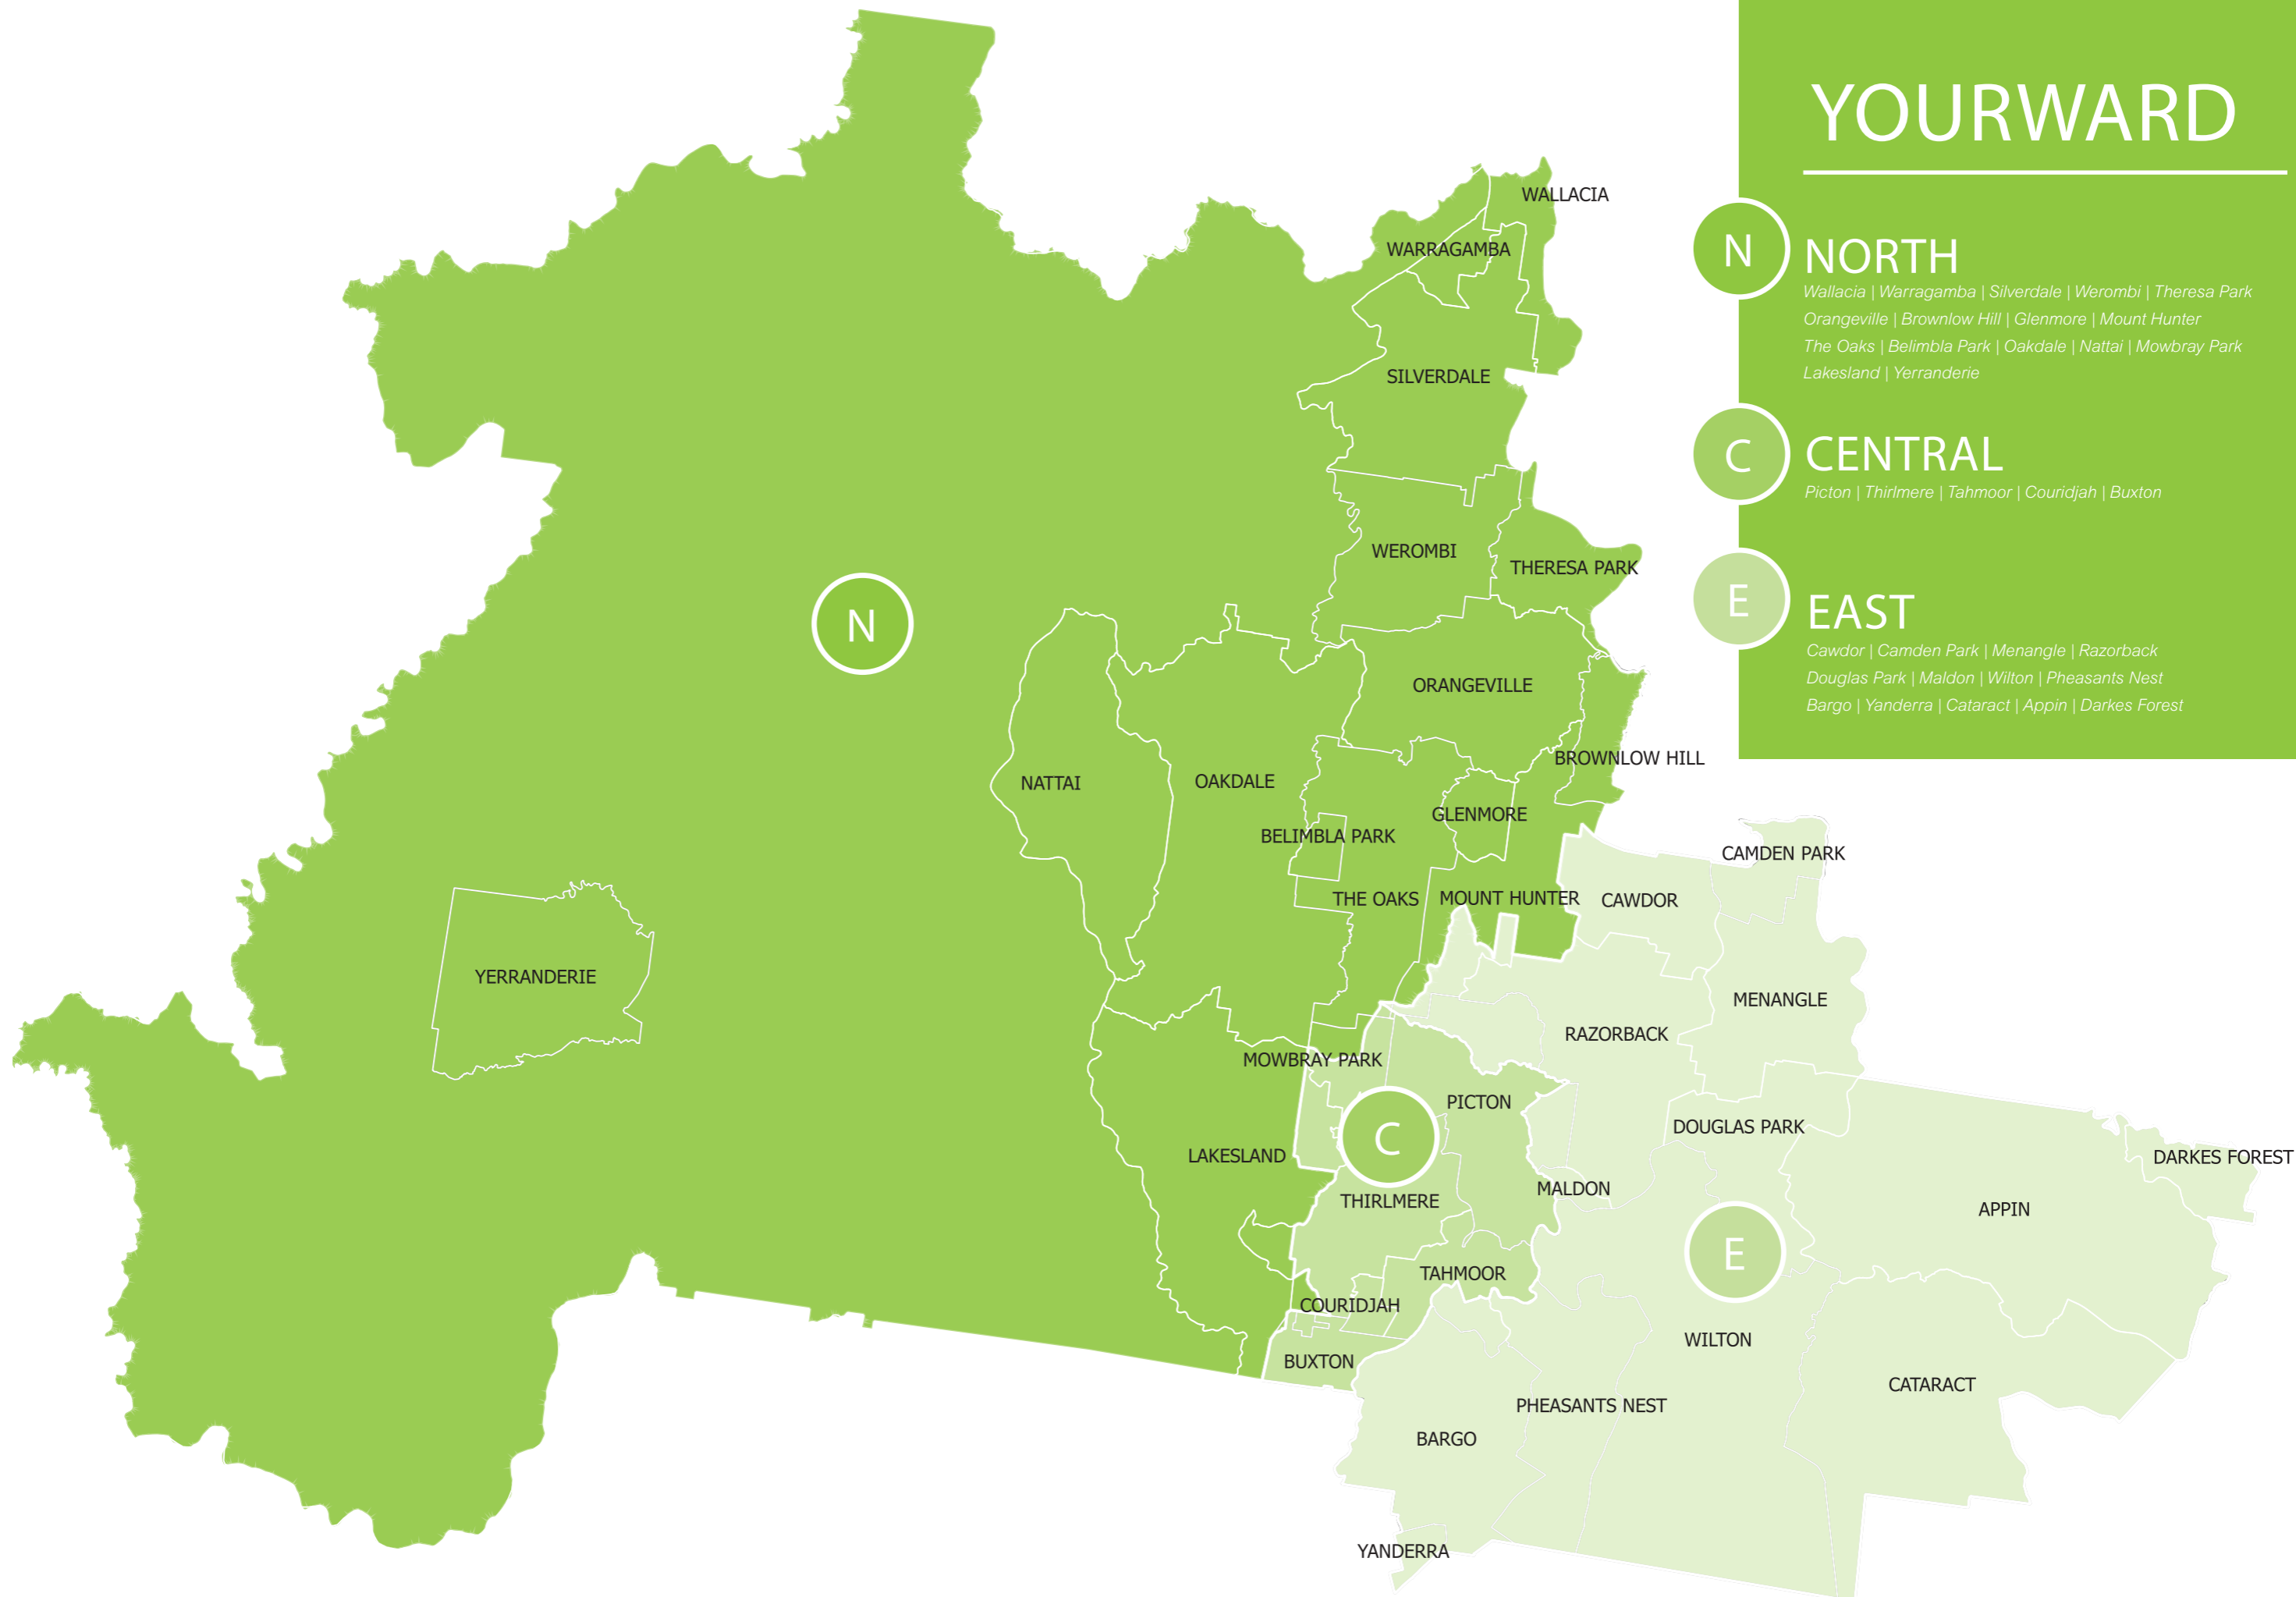 YOURWARD
N
NORTH
Wallacia | Warragamba | Silverdale | Werombi | Theresa Park
Orangeville | Brownlow Hill | Glenmore | Mount Hunter
The Oaks | Belimbla Park | Oakdale | Nattai | Mowbray Park
Lakesland | Yerranderie
C
CENTRAL
Picton | Thirlmere | Tahmoor | Couridjah | Buxton
E
EAST
Cawdor | Camden Park | Menangle | Razorback
Douglas Park | Maldon | Wilton | Pheasants Nest
Bargo | Yanderra | Cataract | Appin | Darkes Forest
WALLACIA
WARRAGAMBA
SILVERDALE
WEROMBI
THERESA PARK
N
ORANGEVILLE
BROWNLOW HILL
NATTAI
OAKDALE
GLENMORE
BELIMBLA PARK
CAMDEN PARK
THE OAKS
MOUNT HUNTER
CAWDOR
YERRANDERIE
MENANGLE
RAZORBACK
MOWBRAY PARK
PICTON
DOUGLAS PARK
C
LAKESLAND
DARKES FOREST
MALDON
THIRLMERE
APPIN
E
TAHMOOR
COURIDJAH
WILTON
BUXTON
CATARACT
PHEASANTS NEST
BARGO
YANDERRA